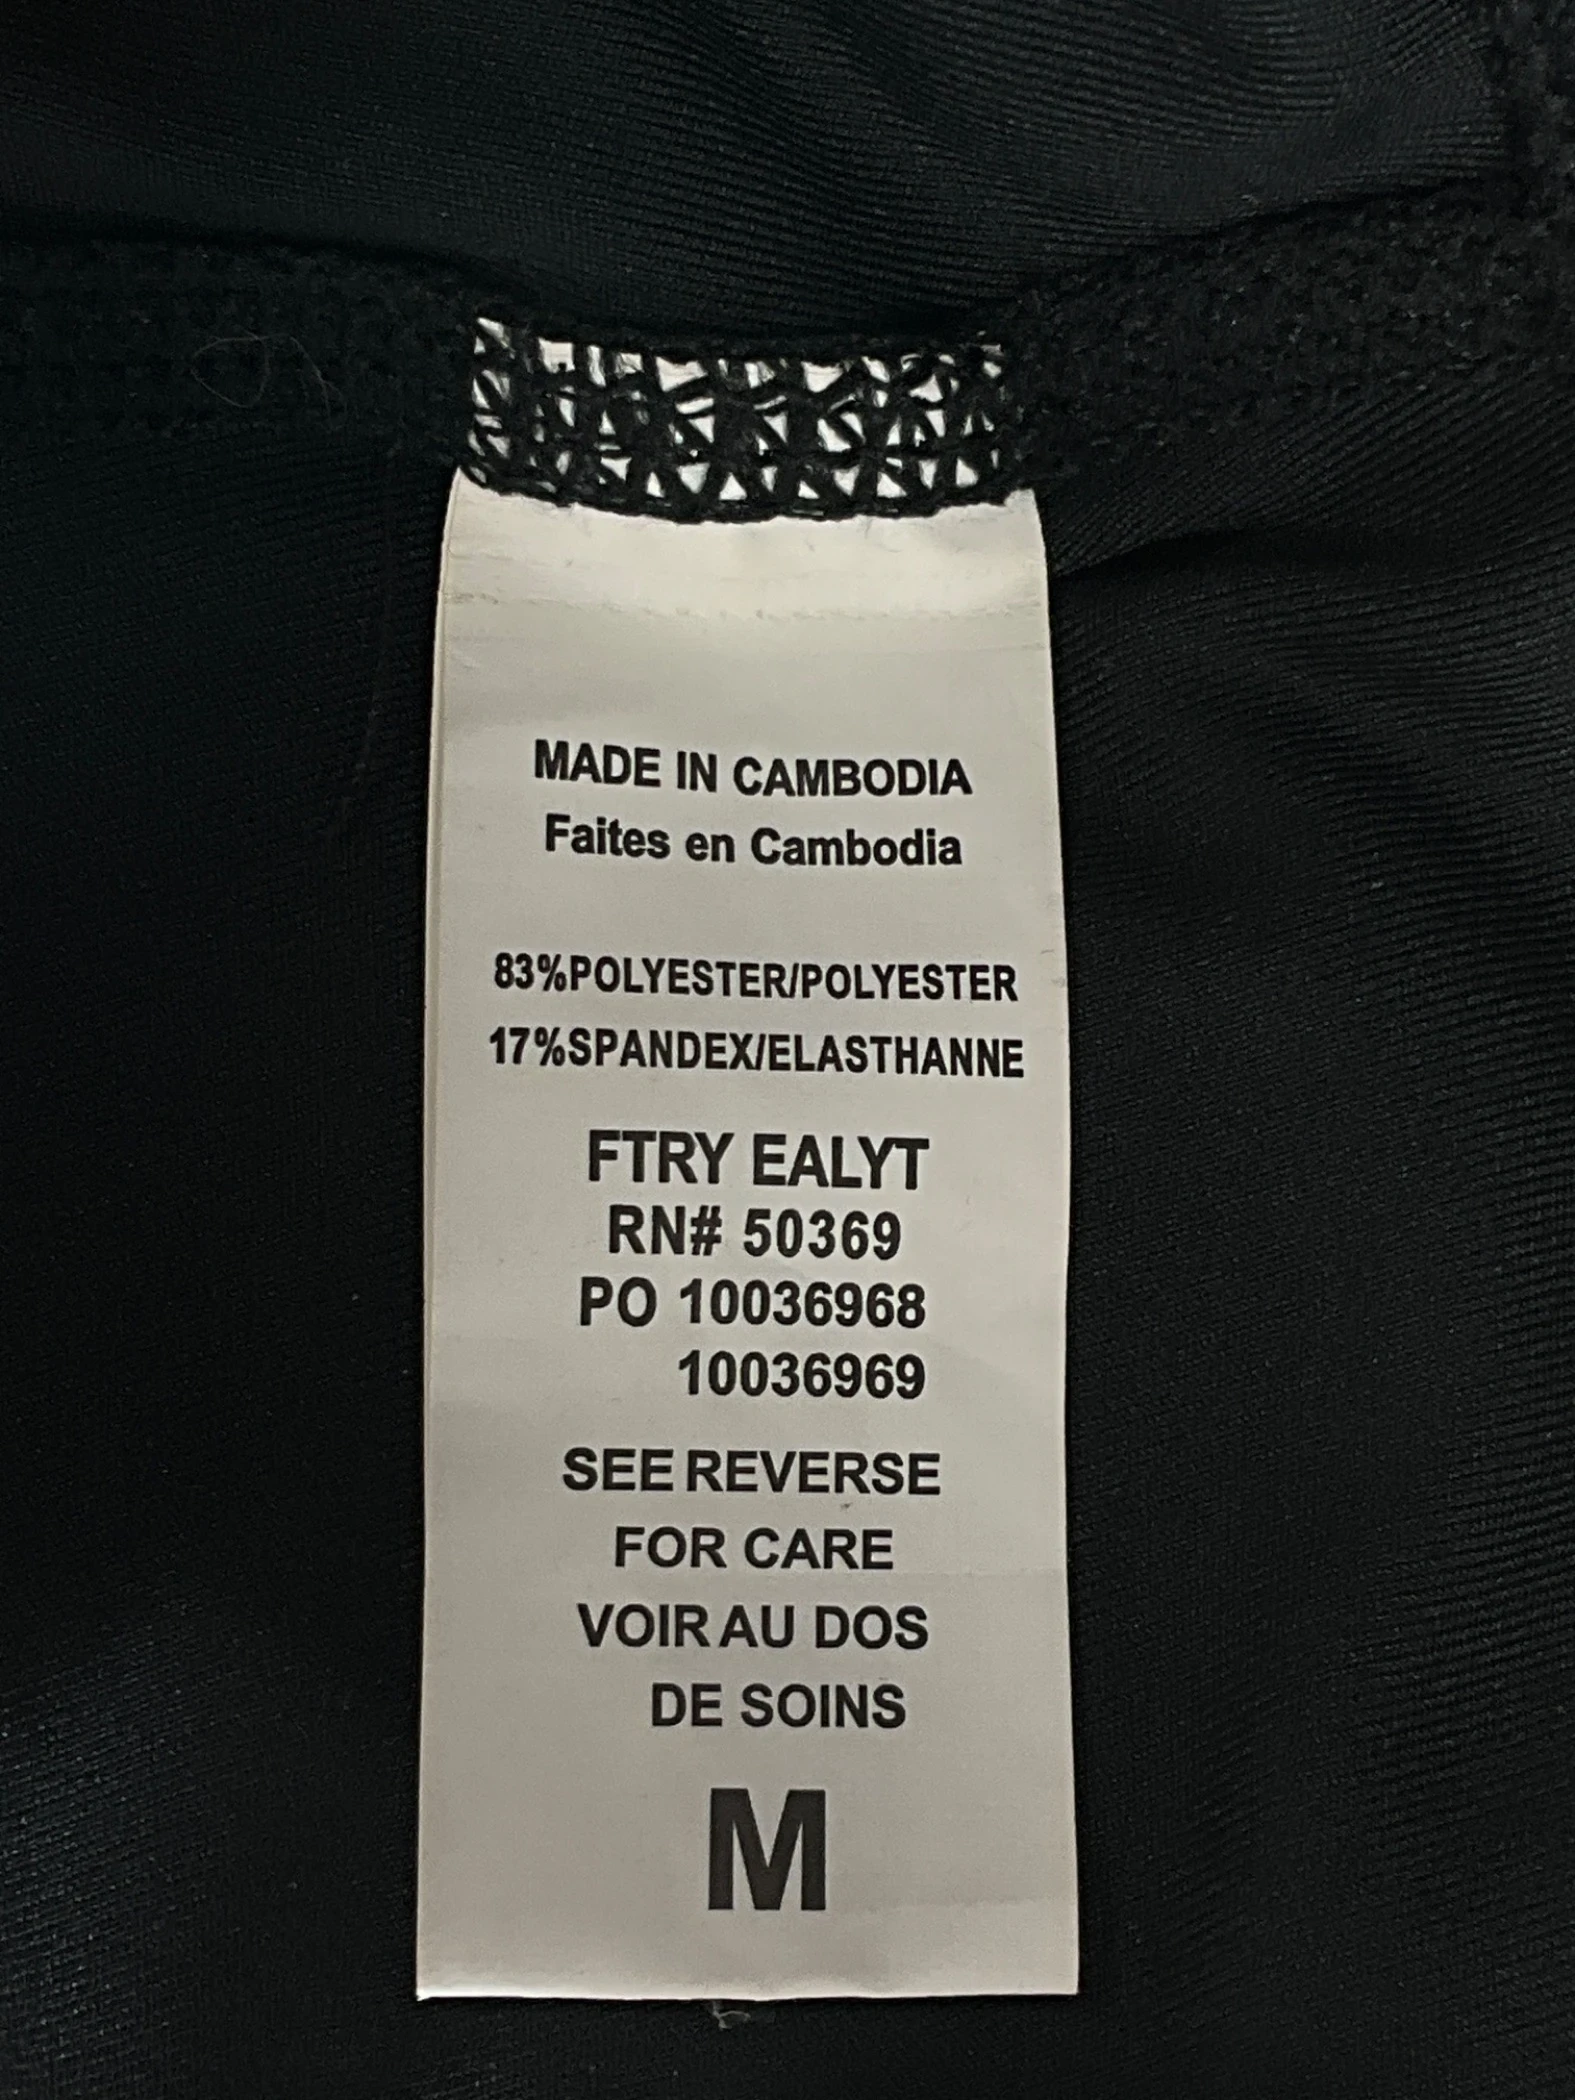 MADE IN CAMBODIA
Faites en Cambodia
83%POLYESTER/POLYESTER
17%SPANDEX/ELASTHANNE
FTRY EALYT
RN# 50369
PO 10036968
10036969
SEE REVERSE
FOR CARE
VOIR AU DOS
DE SOINS
M